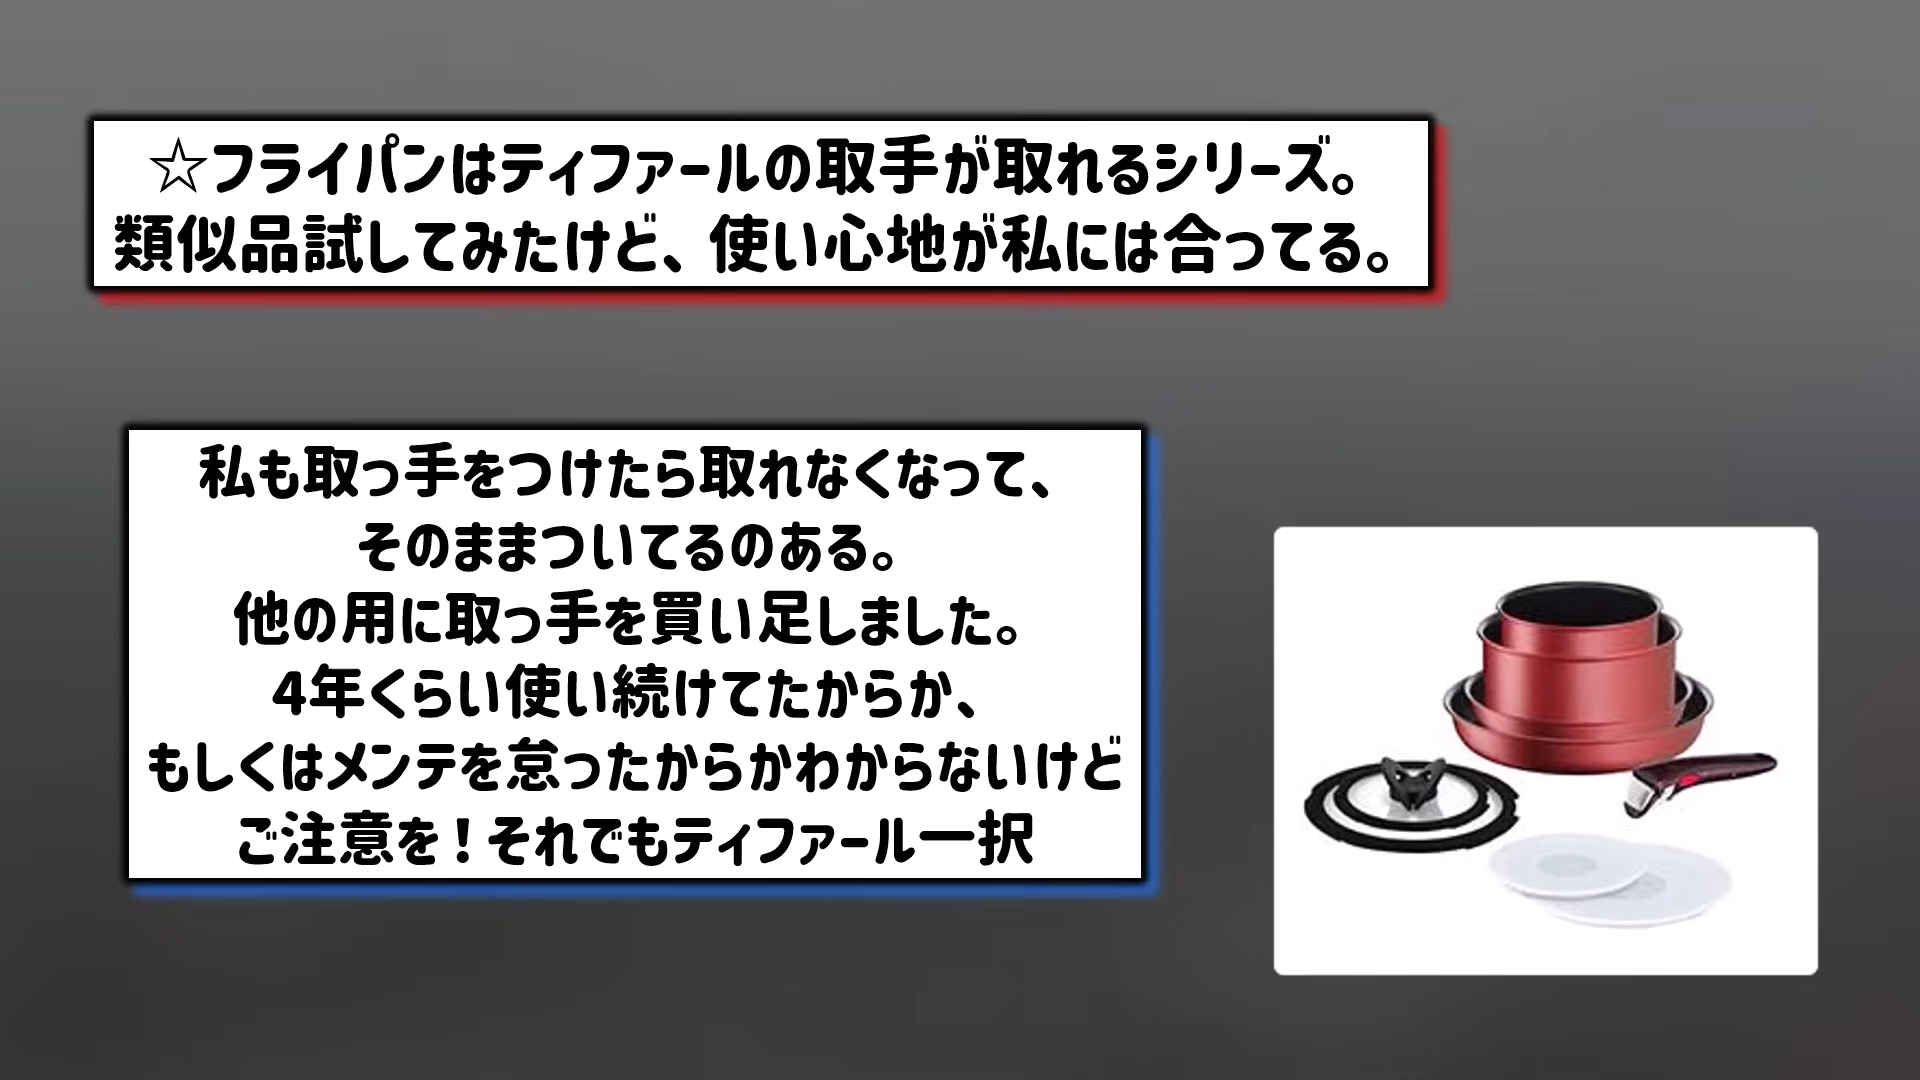 ☆フライパンはティファールの取手が取れるシリーズ。
類似品試してみたけど、使い心地が私には合ってる。
私も取っ手をつけたら取れなくなって、
そのままついてるのある。
他の用に取っ手を買い足しました。
4年くらい使い続けてたからか、
もしくはメンテを怠ったからかわからないけど
ご注意を！それでもティファール一択